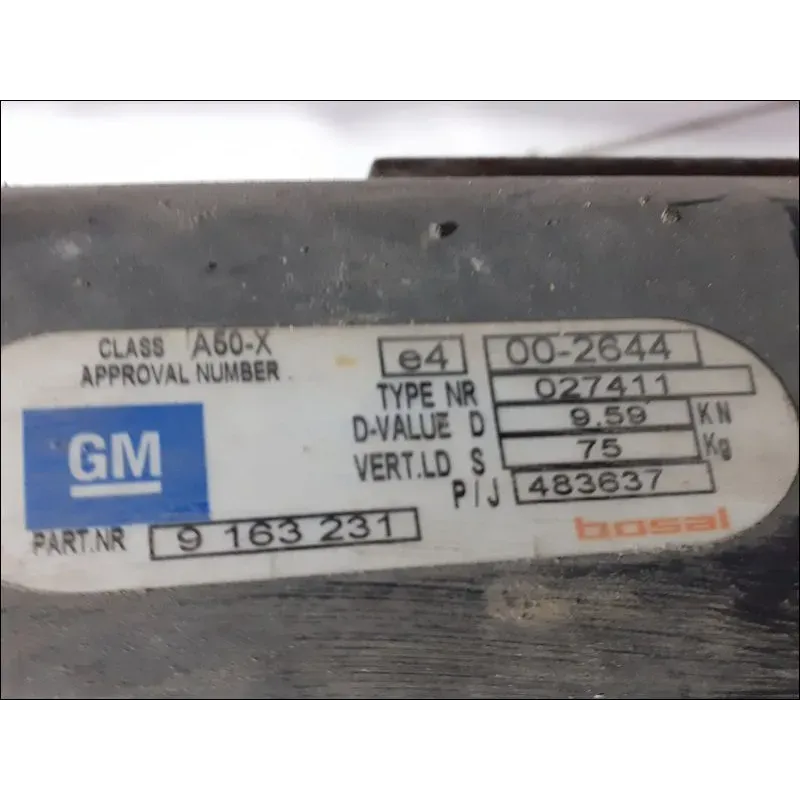 CLASS A50-X
APPROVAL NUMBER
e4 00-2644
TYPE NR 027411
D-VALUE D 9.59 KN
VERT.LD S 75 Kg
P/J 483637
GM
PART.NR 9 163 231
bosal